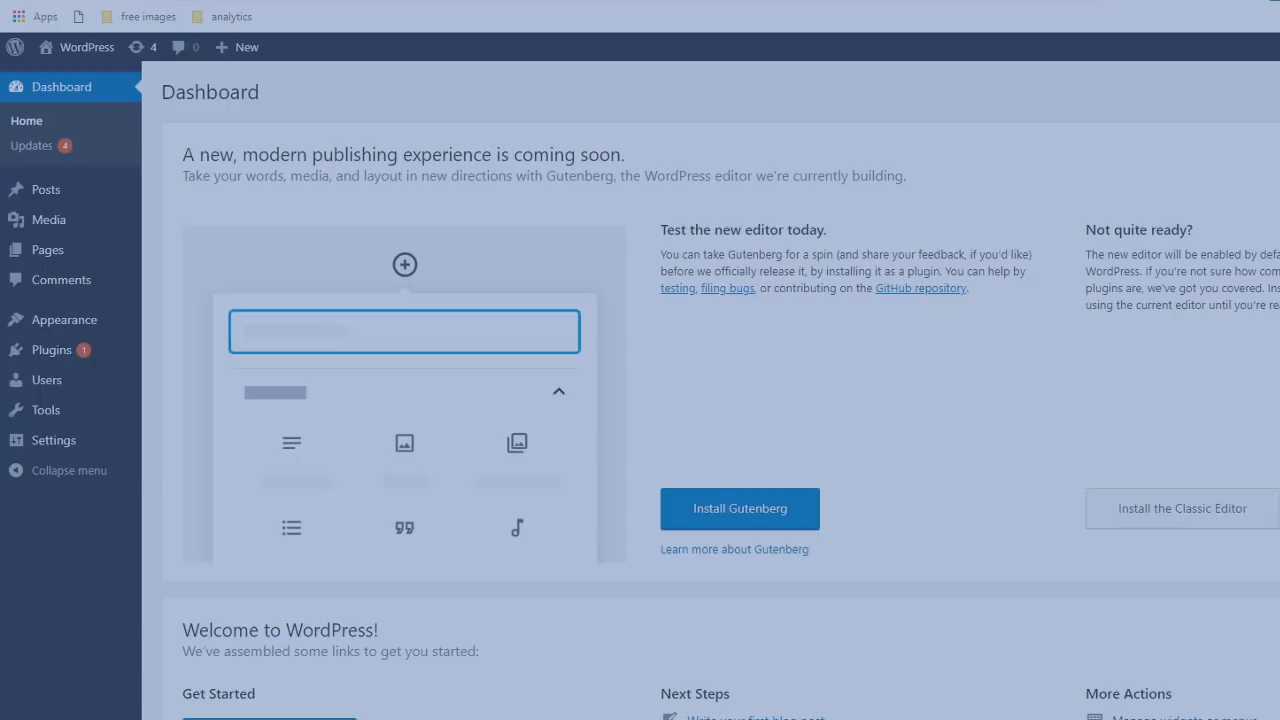 Apps free images analytics
WordPress 4 0 New
Dashboard
Home
Updates 4
Posts
Media
Pages
Comments
Appearance
Plugins 1
Users
Tools
Settings
Collapse menu
Dashboard
A new, modern publishing experience is coming soon.
Take your words, media, and layout in new directions with Gutenberg, the WordPress editor we're currently building.
Test the new editor today.
You can take Gutenberg for a spin (and share your feedback, if you'd like)
before we officially release it, by installing it as a plugin. You can help by
testing, filing bugs, or contributing on the GitHub repository.
Install Gutenberg
Learn more about Gutenberg
Not quite ready?
The new editor will be enabled by
WordPress. If you're not sure how
plugins are, we've got you covered.
using the current editor until you're
Install the Classic Editor
Welcome to WordPress!
We've assembled some links to get you started:
Get Started
Next Steps
Write your first blog post
More Actions
Manage widgets or menus